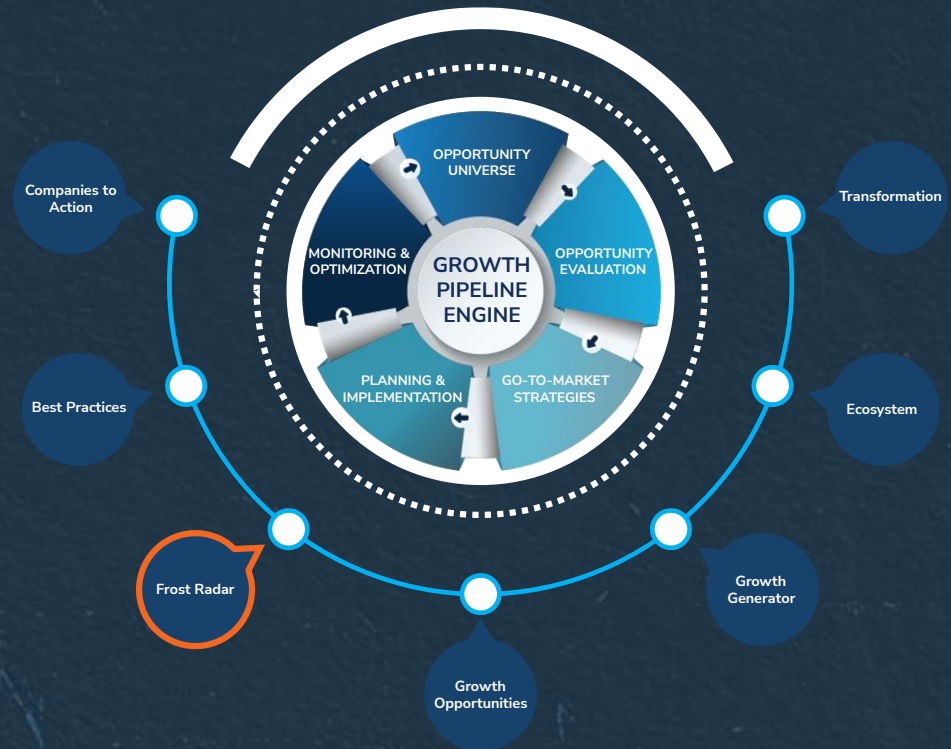 OPPORTUNITY
UNIVERSE
OPPORTUNITY
EVALUATION
GO-TO-MARKET
STRATEGIES
PLANNING &
IMPLEMENTATION
MONITORING &
OPTIMIZATION
GROWTH
PIPELINE
ENGINE
Companies to
Action
Best Practices
Frost Radar
Growth
Opportunities
Growth
Generator
Ecosystem
Transformation